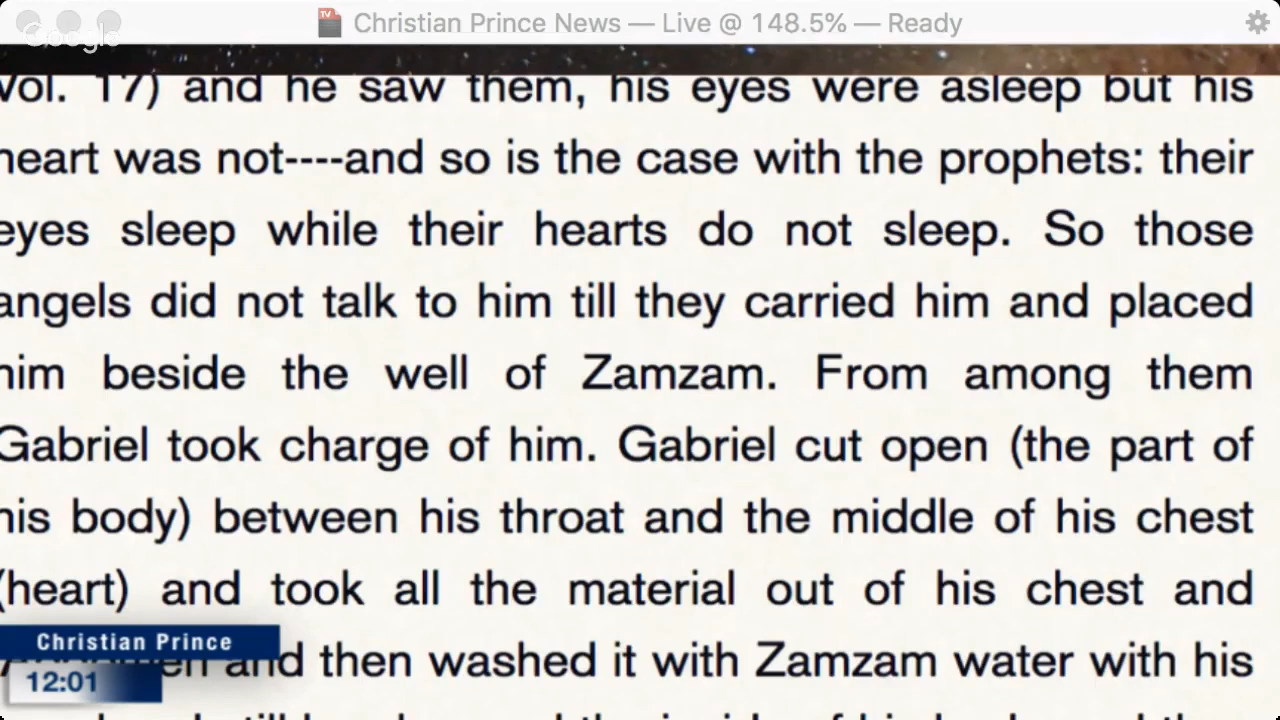 Christian Prince News — Live @ 148.5% — Ready
Google
TV
Vol. 17) and he saw them, his eyes were asleep but his
heart was not----and so is the case with the prophets: their
eyes sleep while their hearts do not sleep. So those
angels did not talk to him till they carried him and placed
him beside the well of Zamzam. From among them
Gabriel took charge of him. Gabriel cut open (the part of
his body) between his throat and the middle of his chest
(heart) and took all the material out of his chest and
and then washed it with Zamzam water with his
Christian Prince
12:01